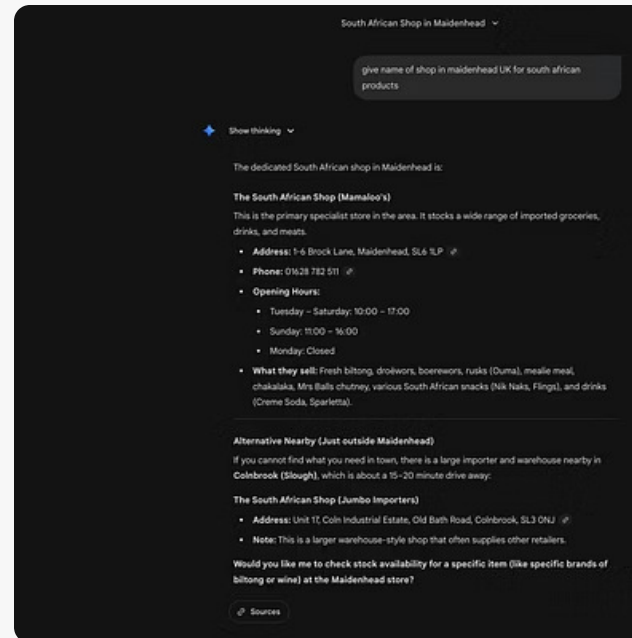 South African Shop in Maidenhead
give name of shop in maidenhead UK for south african
products
Show thinking
The dedicated South African shop in Maidenhead is:
The South African Shop (Mamaloo's)
This is the primary specialist store in the area. It stocks a wide range of imported groceries,
drinks, and meats.
• Address: 1-6 Brock Lane, Maidenhead, SL6 1LP
• Phone: 01628 782 511
• Opening Hours:
• Tuesday – Saturday: 10:00 – 17:00
• Sunday: 11:00 – 16:00
• Monday: Closed
• What they sell: Fresh biltong, droëwors, boerewors, rusks (Ouma), mealie meal,
chakalaka, Mrs Balls chutney, various South African snacks (Nik Naks, Flings), and drinks
(Creme Soda, Sparletta).
Alternative Nearby (Just outside Maidenhead)
If you cannot find what you need in town, there is a large importer and warehouse nearby in
Colnbrook (Slough), which is about a 15–20 minute drive away:
The South African Shop (Jumbo Importers)
• Address: Unit 17, Coln Industrial Estate, Old Bath Road, Colnbrook, SL3 0NJ
• Note: This is a larger warehouse-style shop that often supplies other retailers.
Would you like me to check stock availability for a specific item (like specific brands of
biltong or wine) at the Maidenhead store?
Sources